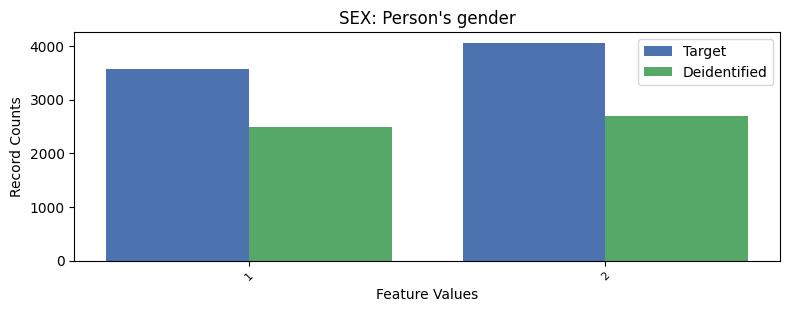 SEX: Person's gender
Target
Deidentified
Record Counts
4000
3000
2000
1000
0
1
2
Feature Values